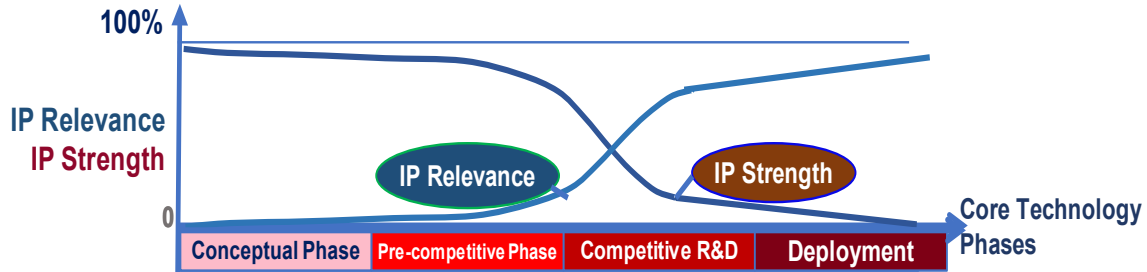 100%
IP Relevance
IP Strength
IP Relevance
IP Strength
0
Core Technology
Phases
Conceptual Phase
Pre-competitive Phase
Competitive R&D
Deployment